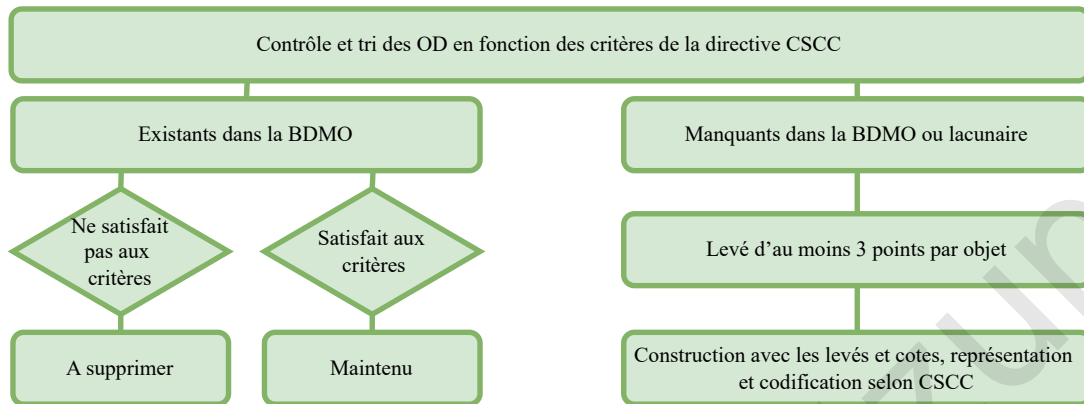 Contrôle et tri des OD en fonction des critères de la directive CSCC
Existants dans la BDMO
Manquants dans la BDMO ou lacunaire
Ne satisfait
pas aux
critères
Satisfait aux
critères
Levé d'au moins 3 points par objet
A supprimer
Maintenu
Construction avec les levés et cotes, représentation
et codification selon CSCC